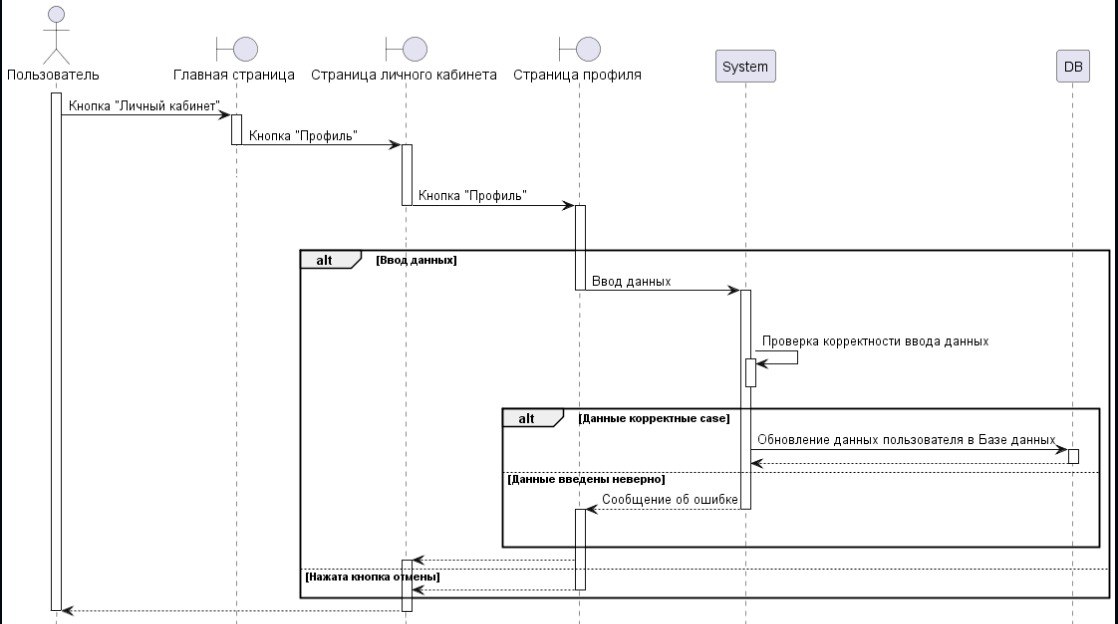 Пользователь
Главная страница
Страница личного кабинета
Страница профиля
System
DB
Кнопка "Личный кабинет"
Кнопка "Профиль"
Кнопка "Профиль"
alt
[Ввод данных]
Ввод данных
Проверка корректности ввода данных
alt
[Данные корректные case]
Обновление данных пользователя в Базе данных
[Данные введены неверно]
Сообщение об ошибке
[Нажата кнопка отмены]